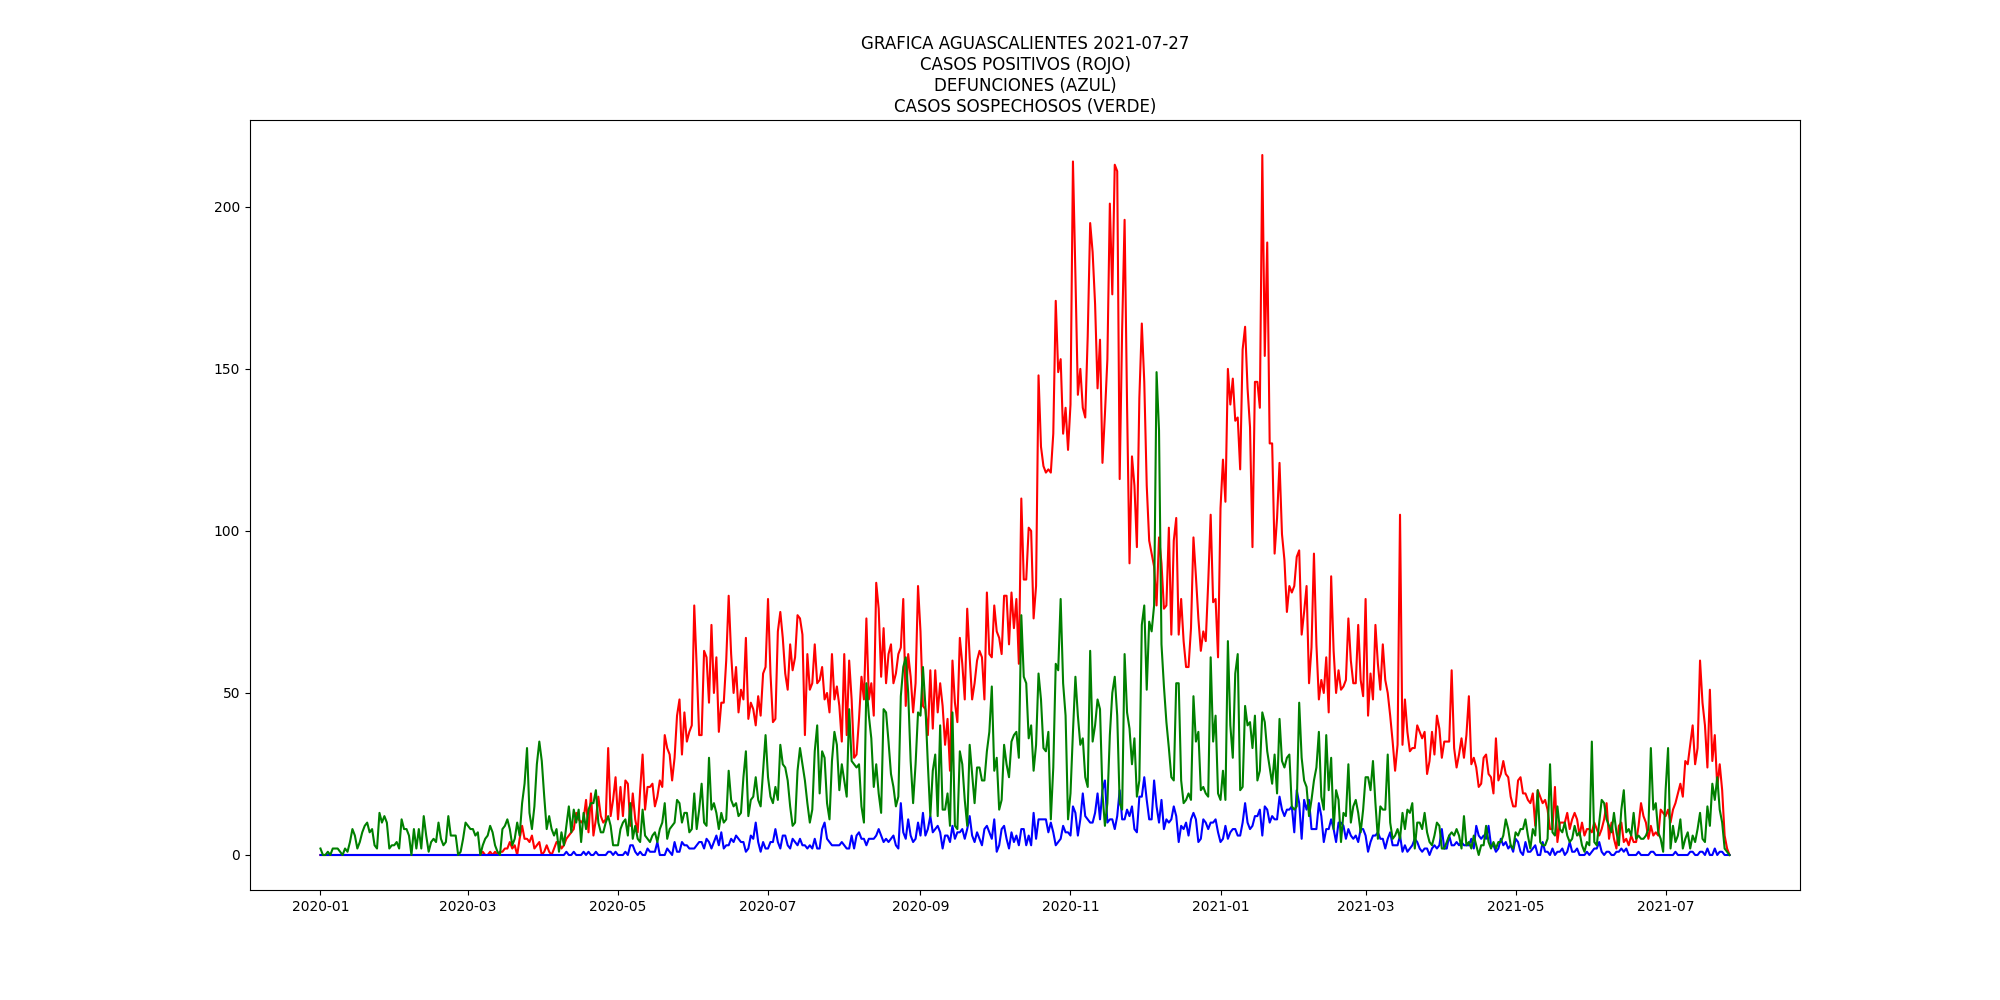 GRAFICA AGUASCALIENTES 2021-07-27
CASOS POSITIVOS (ROJO)
DEFUNCIONES (AZUL)
CASOS SOSPECHOSOS (VERDE)
200
150
100
50
0
2020-01 2020-03 2020-05 2020-07 2020-09 2020-11 2021-01 2021-03 2021-05 2021-07